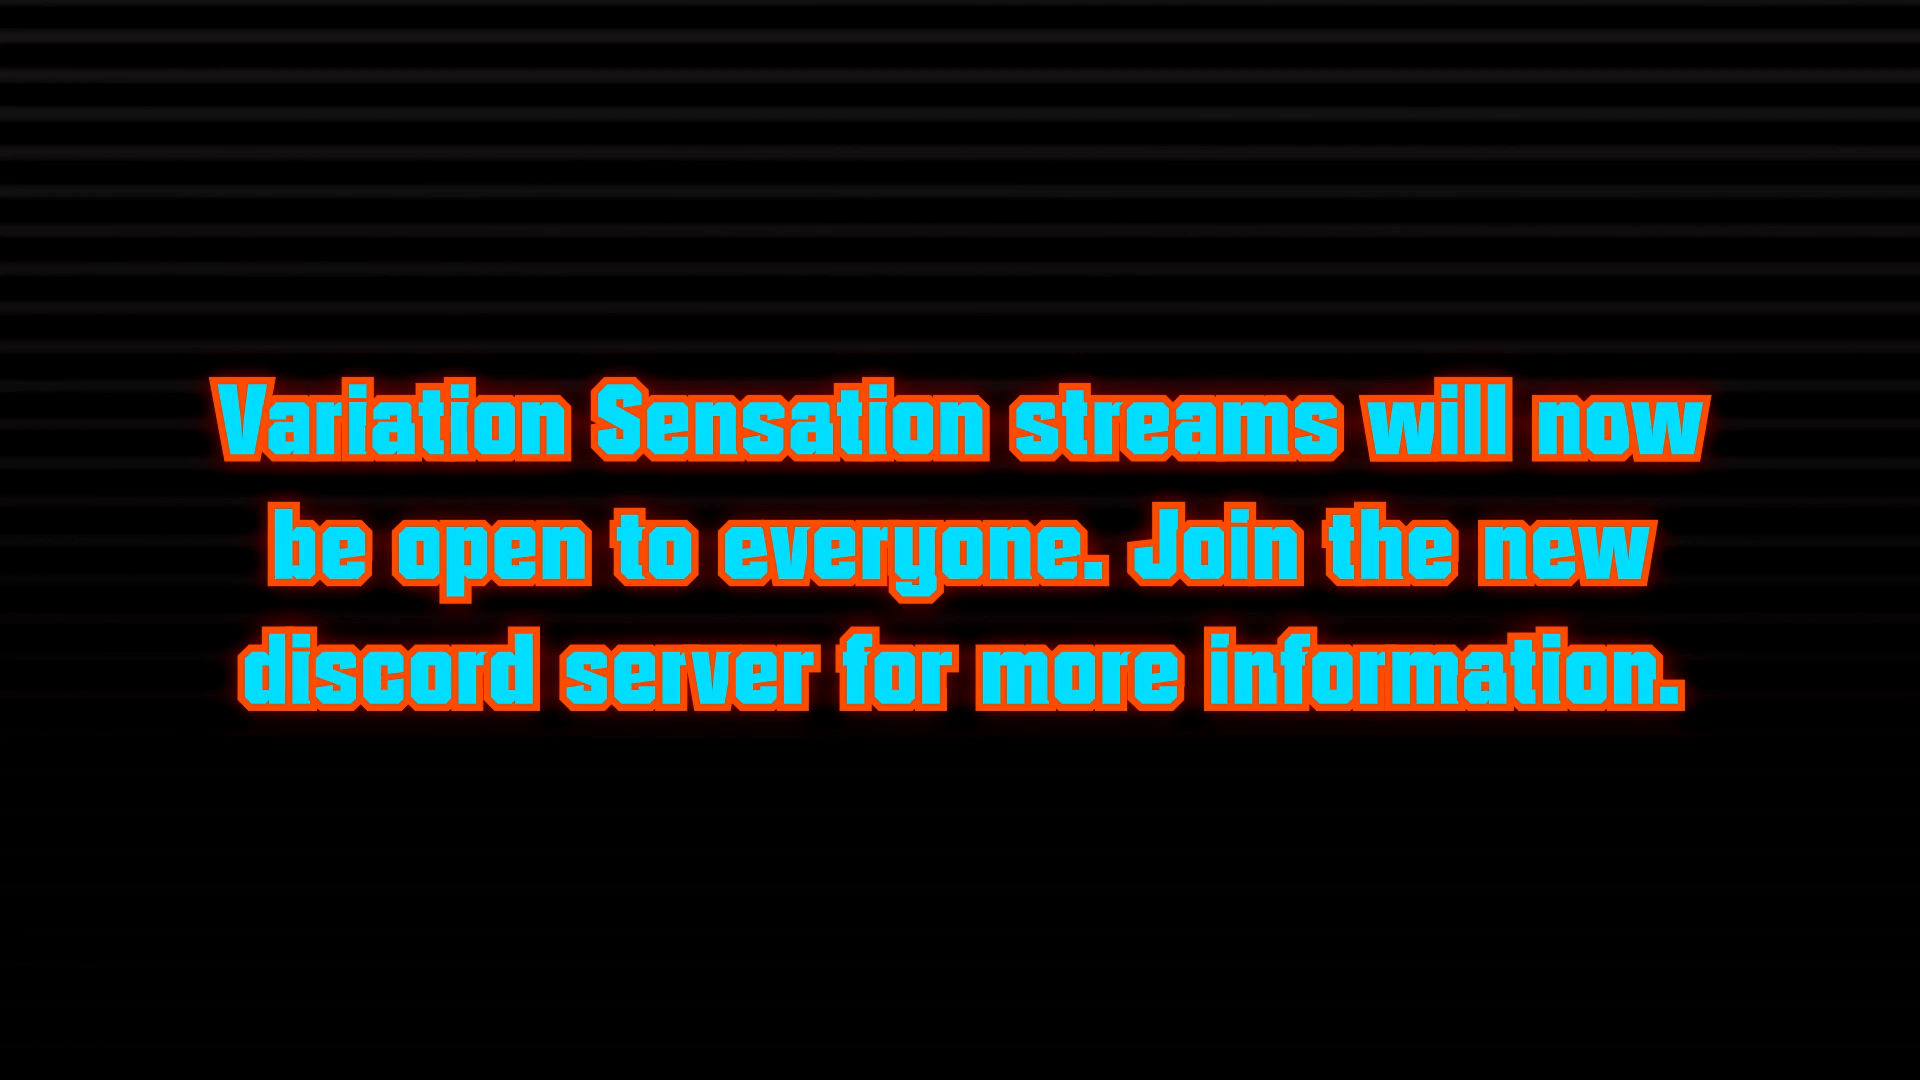 Variation Sensation streams will now
be open to everyone. Join the new
discord server for more information.